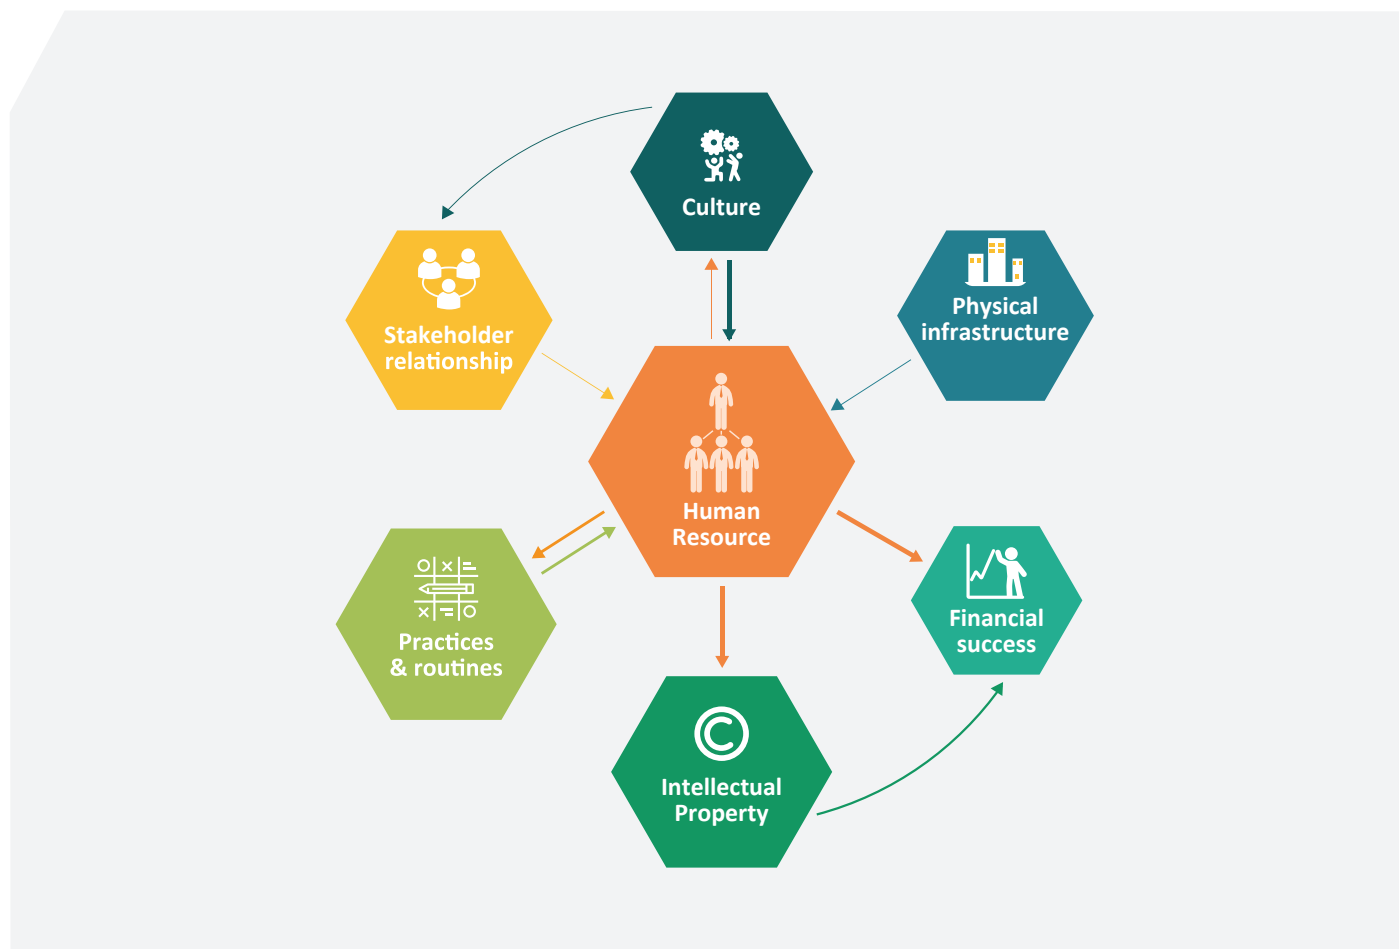 Culture
Stakeholder
relationship
Physical
infrastructure
Human
Resource
Practices
& routines
Financial
success
Intellectual
Property